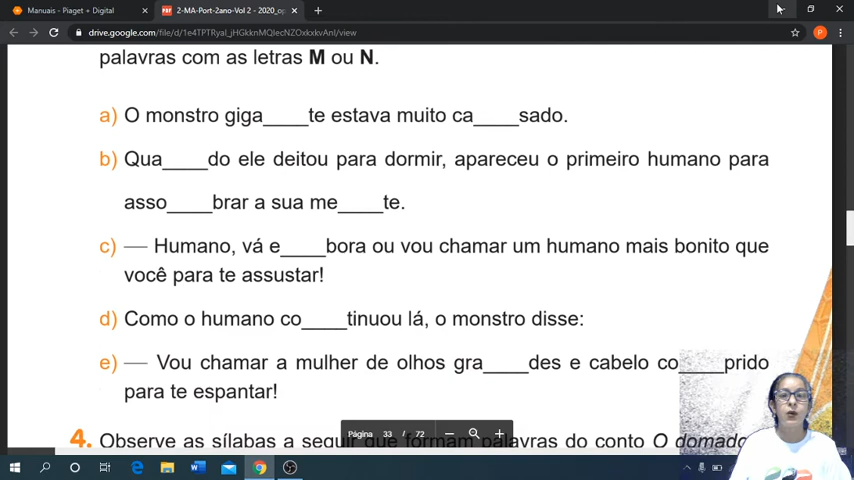 Manuais - Piaget + Digital
2-MA-Port-2ano-Vol 2 - 2020_op
drive.google.com/file/d/1e4TPTRyal_jHGkknMQlecNZOxkxkvAnI/view
palavras com as letras M ou N.
a) O monstro giga____te estava muito ca____sado.
b) Qua____do ele deitou para dormir, apareceu o primeiro humano para
asso____brar a sua me____te.
c) — Humano, vá e____bora ou vou chamar um humano mais bonito que
você para te assustar!
d) Como o humano co____tinuou lá, o monstro disse:
e) — Vou chamar a mulher de olhos gra____des e cabelo co____prido
para te espantar!
Página 33 / 72
4. Observe as sílabas a seguir que formam palavras do conto O domado